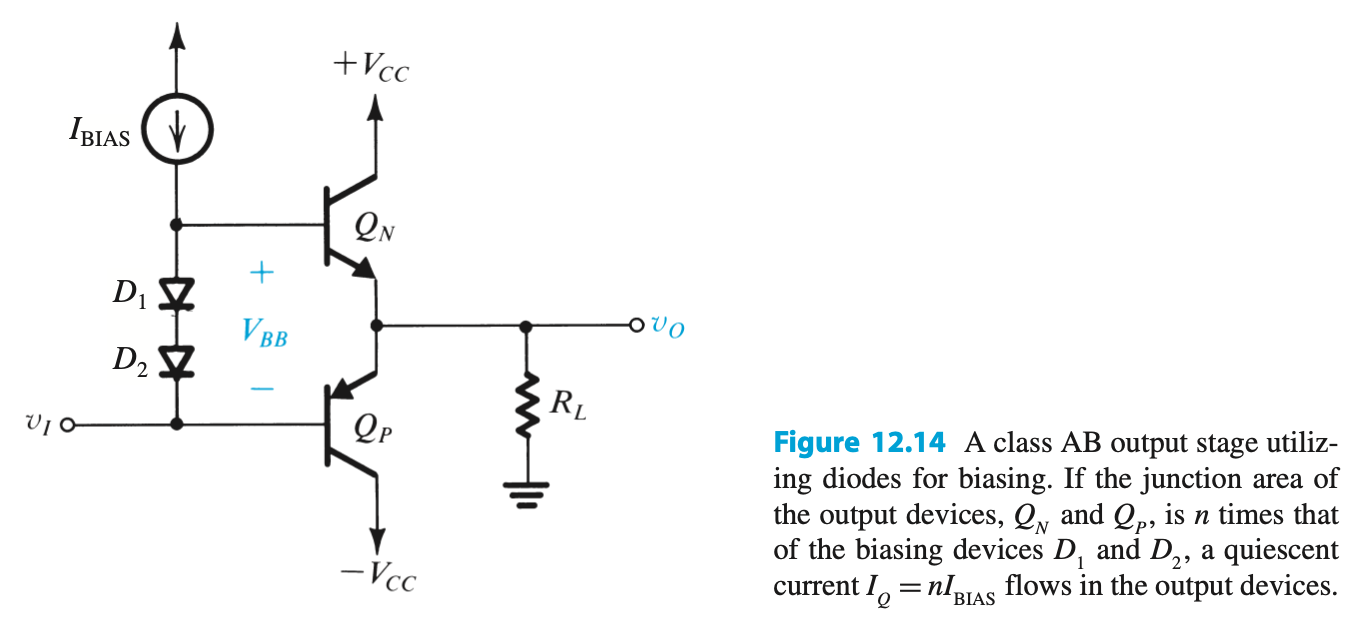 +V_CC
I_BIAS
Q_N
D_1
+
V_BB
v_O
D_2
−
R_L
v_I
Q_P
−V_CC
Figure 12.14 A class AB output stage utiliz-
ing diodes for biasing. If the junction area of
the output devices, Q_N and Q_P, is n times that
of the biasing devices D_1 and D_2, a quiescent
current I_Q = nI_BIAS flows in the output devices.